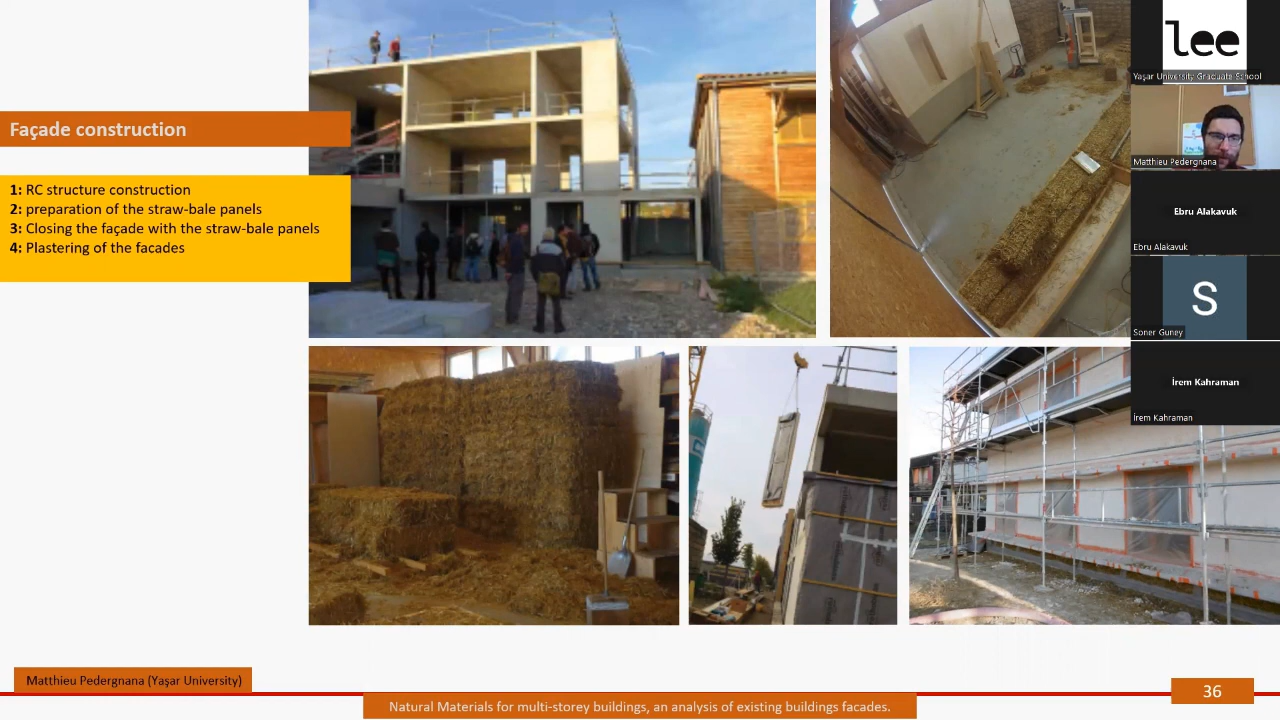 Façade construction
1: RC structure construction
2: preparation of the straw-bale panels
3: Closing the façade with the straw-bale panels
4: Plastering of the facades
lee
Yaşar University Graduate School
Matthieu Pedergnana
Ebru Alakavuk
Ebru Alakavuk
S
Soner Guney
İrem Kahraman
İrem Kahraman
Matthieu Pedergnana (Yaşar University)
36
Natural Materials for multi-storey buildings, an analysis of existing buildings facades.